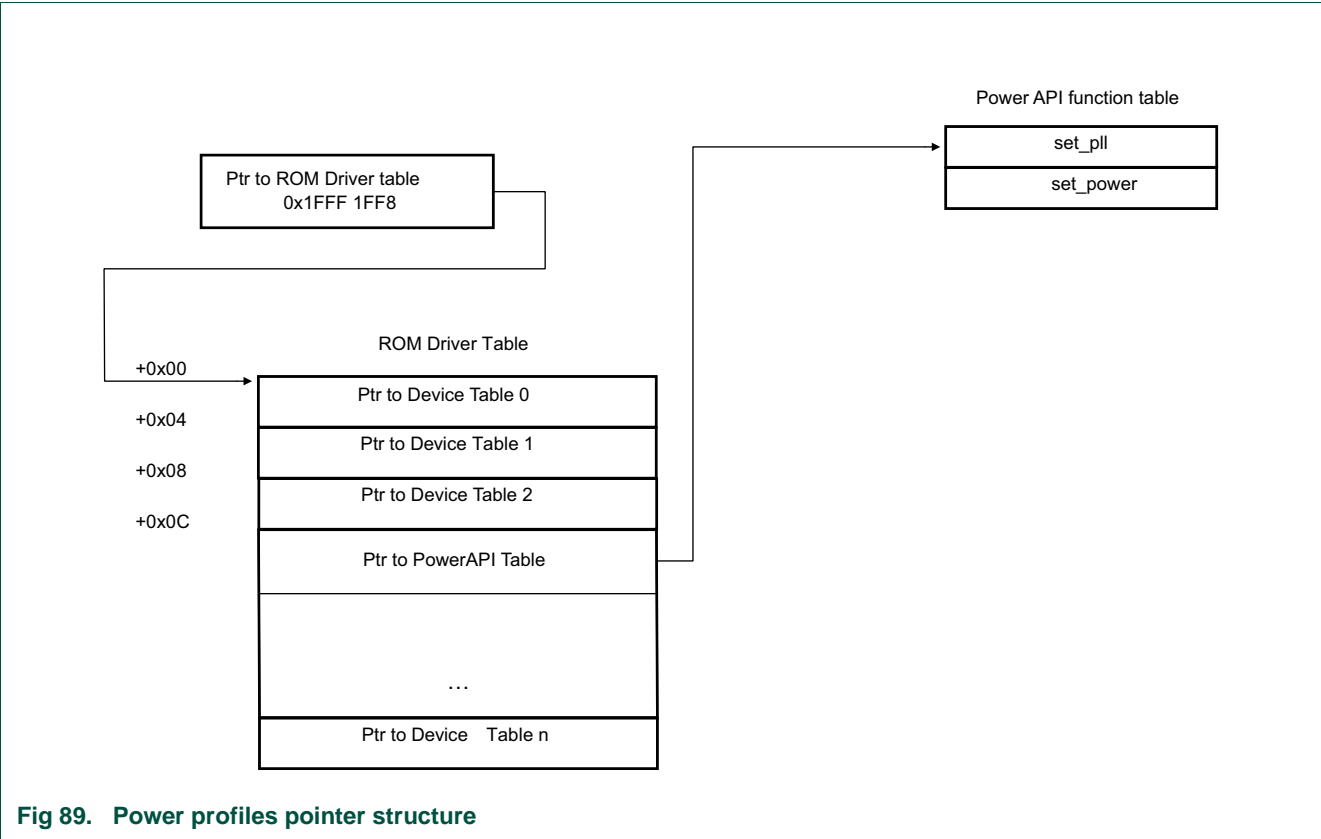 Power API function table
set_pll
set_power
Ptr to ROM Driver table
0x1FFF 1FF8
ROM Driver Table
+0x00
Ptr to Device Table 0
+0x04
Ptr to Device Table 1
+0x08
Ptr to Device Table 2
+0x0C
Ptr to PowerAPI Table
...
Ptr to Device Table n
Fig 89. Power profiles pointer structure